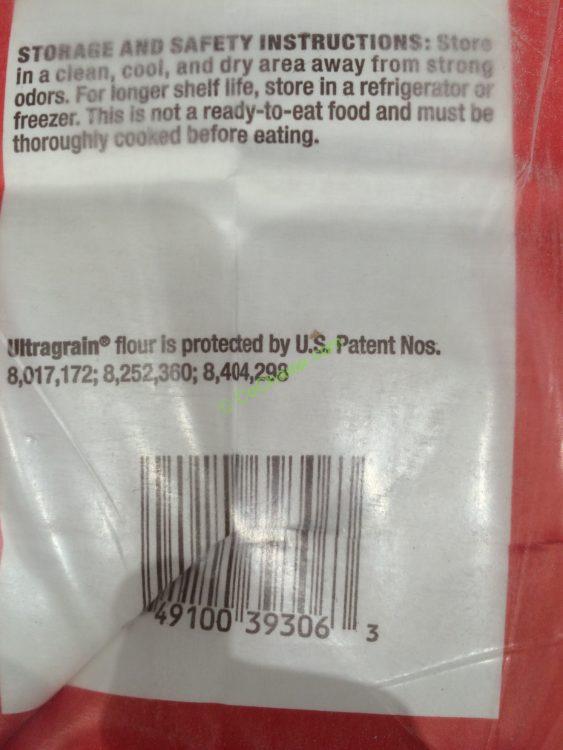 STORAGE AND SAFETY INSTRUCTIONS: Store
in a clean, cool, and dry area away from strong
odors. For longer shelf life, store in a refrigerator or
freezer. This is not a ready-to-eat food and must be
thoroughly cooked before eating.
Ultragrain® flour is protected by U.S. Patent Nos.
8,017,172; 8,252,360; 8,404,298
49100 39306 3